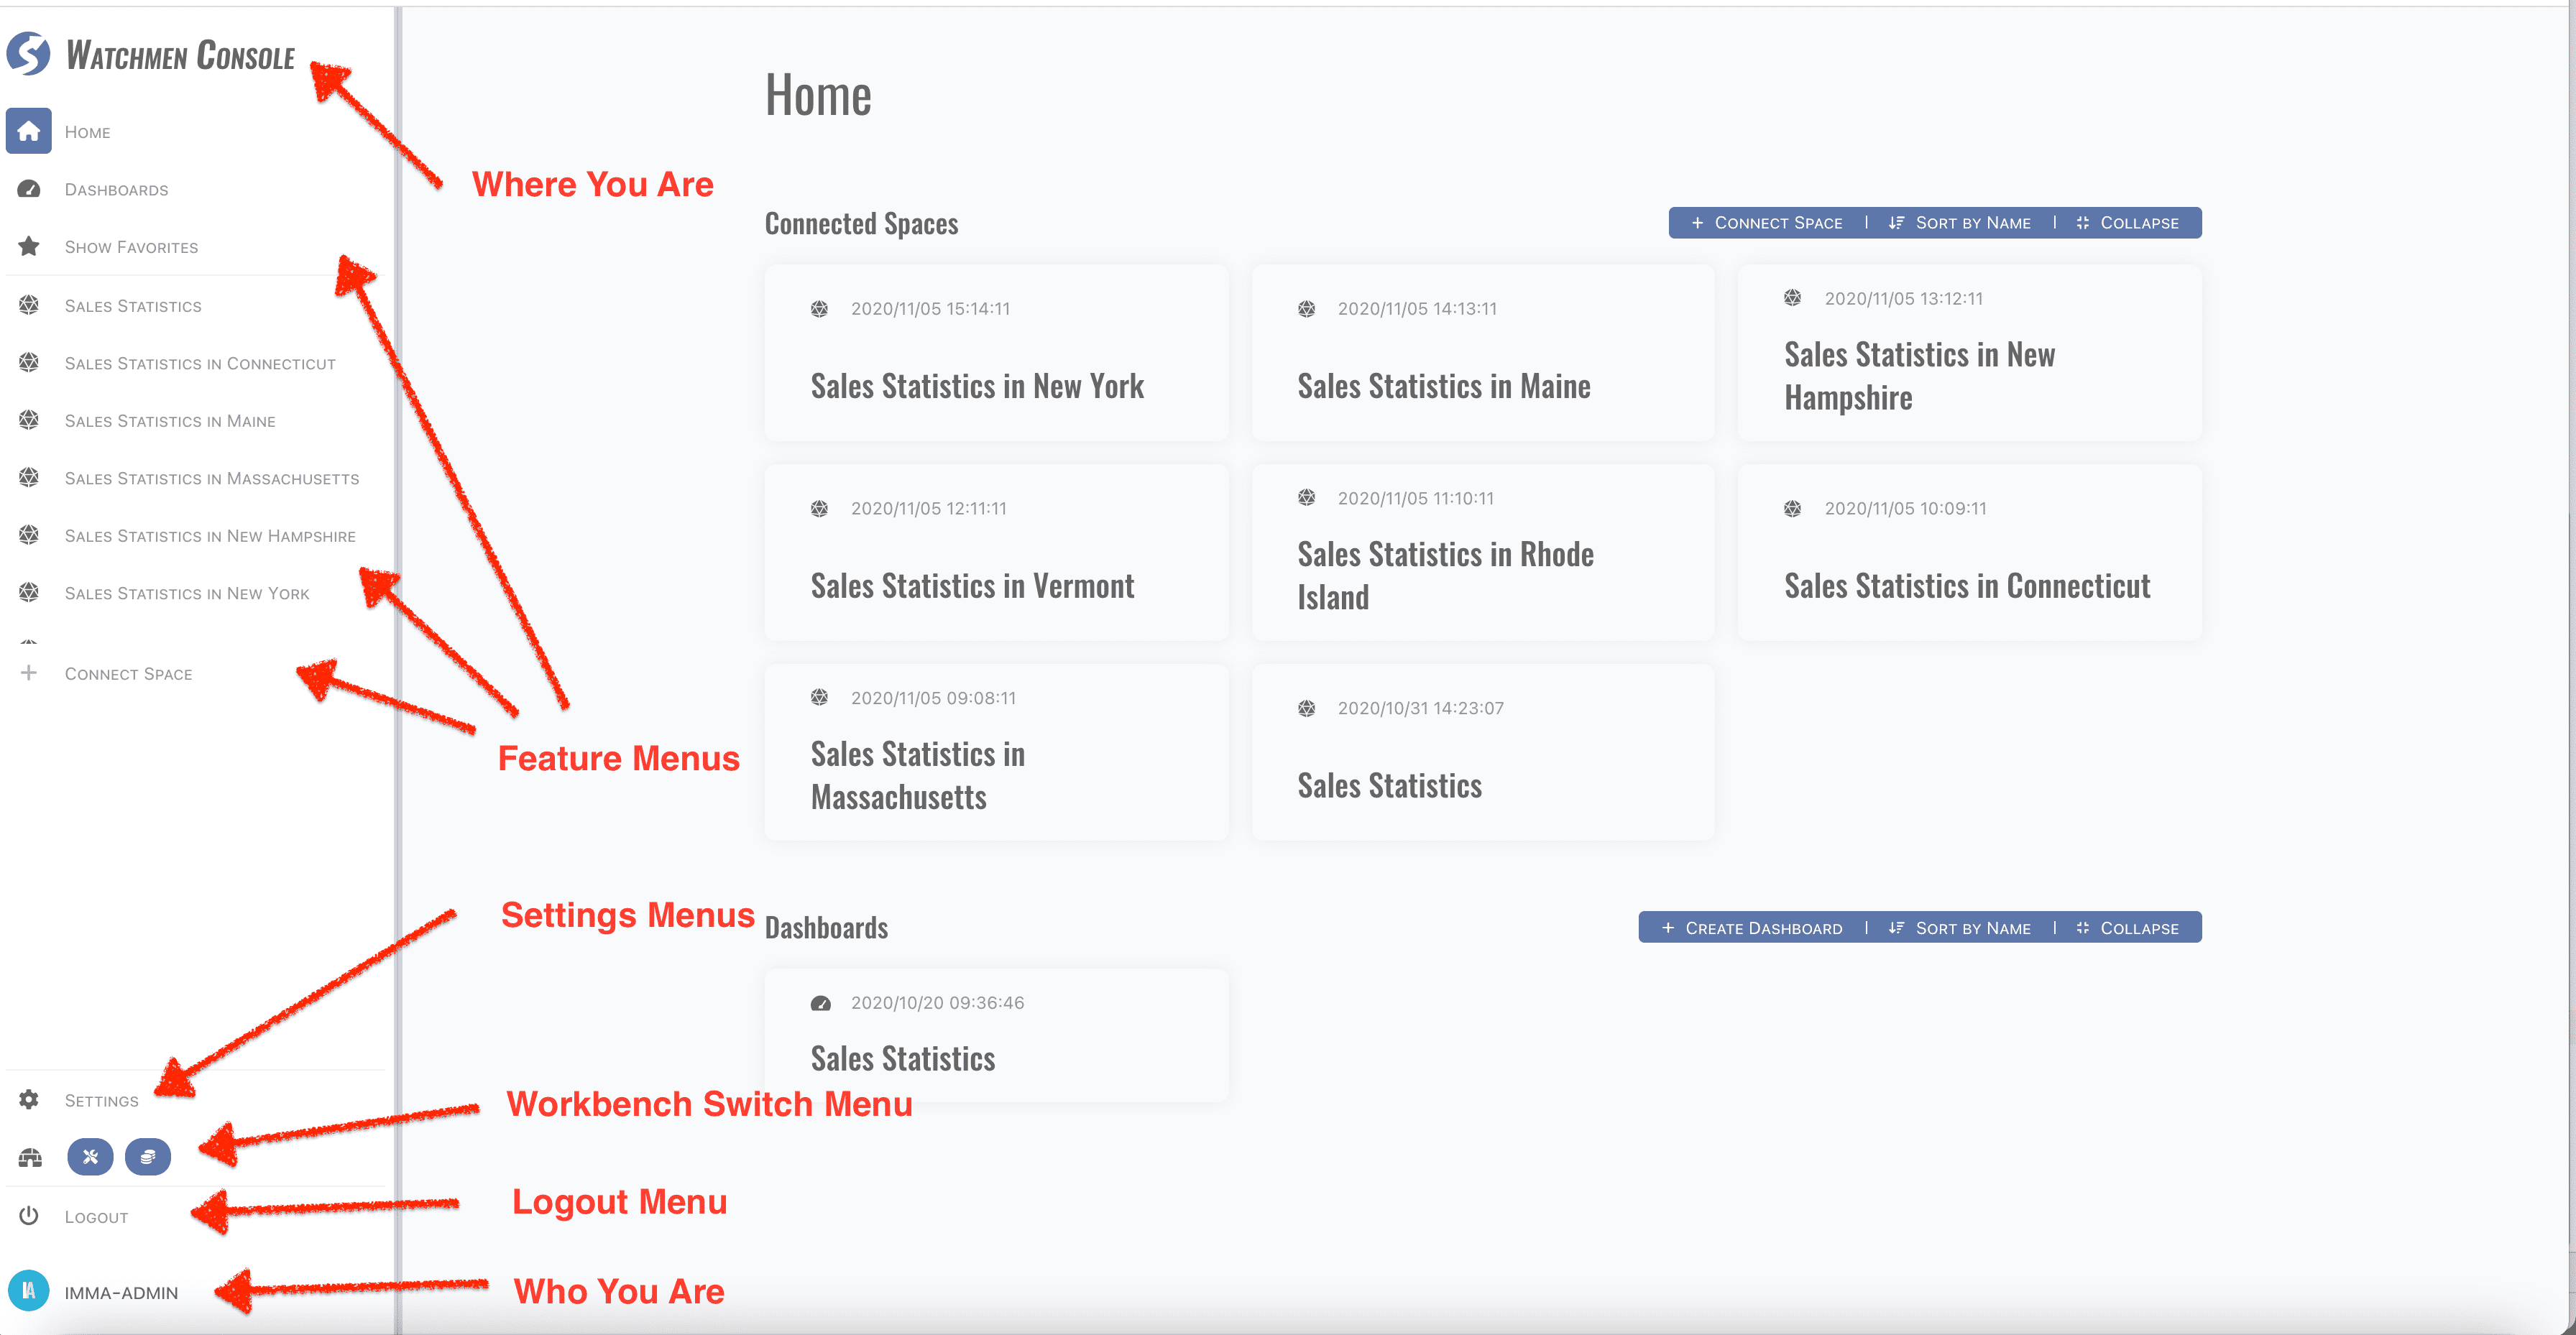 Watchmen Console
Home
Dashboards
Show Favorites
Sales Statistics
Sales Statistics in Connecticut
Sales Statistics in Maine
Sales Statistics in Massachusetts
Sales Statistics in New Hampshire
Sales Statistics in New York
Connect Space
Settings
Logout
IA
IMMA-ADMIN
Where You Are
Feature Menus
Settings Menus
Workbench Switch Menu
Logout Menu
Who You Are
Home
Connected Spaces
+ Connect Space | Sort by Name | Collapse
2020/11/05 15:14:11
Sales Statistics in New York
2020/11/05 14:13:11
Sales Statistics in Maine
2020/11/05 13:12:11
Sales Statistics in New
Hampshire
2020/11/05 12:11:11
Sales Statistics in Vermont
2020/11/05 11:10:11
Sales Statistics in Rhode
Island
2020/11/05 10:09:11
Sales Statistics in Connecticut
2020/11/05 09:08:11
Sales Statistics in
Massachusetts
2020/10/31 14:23:07
Sales Statistics
Dashboards
+ Create Dashboard | Sort by Name | Collapse
2020/10/20 09:36:46
Sales Statistics